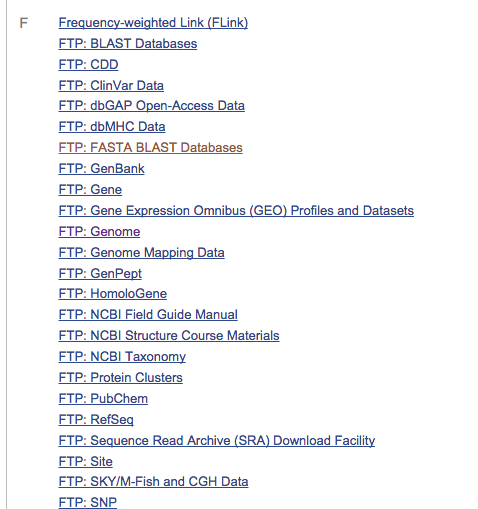 F
Frequency-weighted Link (FLink)
FTP: BLAST Databases
FTP: CDD
FTP: ClinVar Data
FTP: dbGAP Open-Access Data
FTP: dbMHC Data
FTP: FASTA BLAST Databases
FTP: GenBank
FTP: Gene
FTP: Gene Expression Omnibus (GEO) Profiles and Datasets
FTP: Genome
FTP: Genome Mapping Data
FTP: GenPept
FTP: HomoloGene
FTP: NCBI Field Guide Manual
FTP: NCBI Structure Course Materials
FTP: NCBI Taxonomy
FTP: Protein Clusters
FTP: PubChem
FTP: RefSeq
FTP: Sequence Read Archive (SRA) Download Facility
FTP: Site
FTP: SKY/M-Fish and CGH Data
FTP: SNP